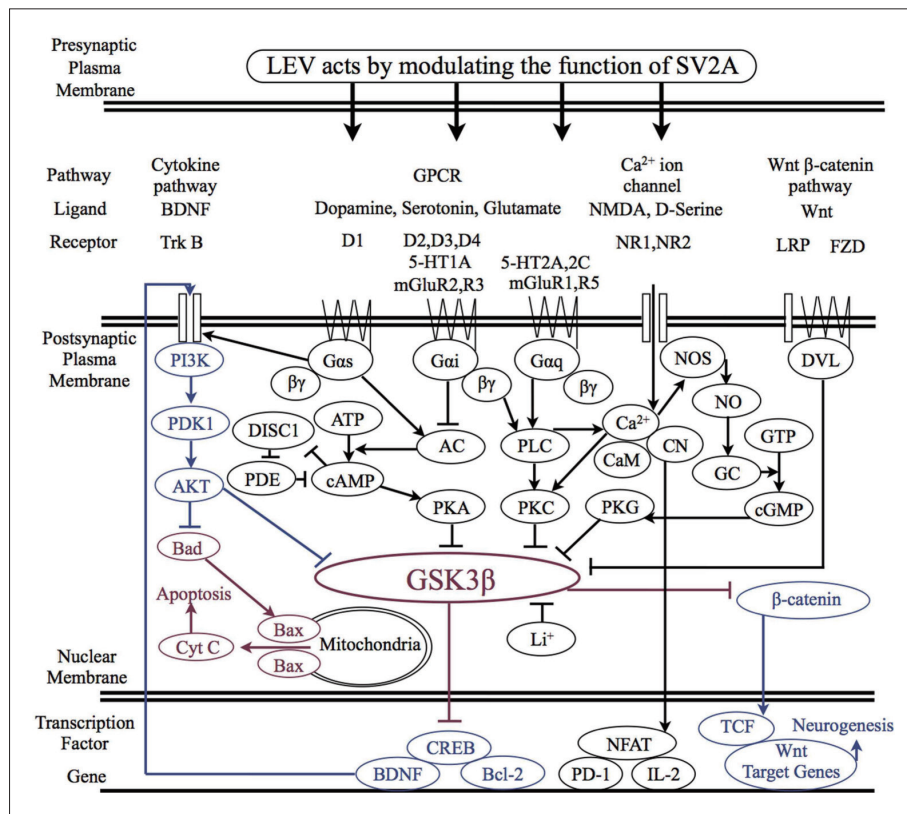 Presynaptic
Plasma
Membrane
LEV acts by modulating the function of SV2A
Pathway
Cytokine
pathway
GPCR
Ca²⁺ ion
channel
Wnt β-catenin
pathway
Ligand
BDNF
Dopamine, Serotonin, Glutamate
NMDA, D-Serine
Wnt
Receptor
Trk B
D1
D2,D3,D4
5-HT1A
mGluR2,R3
5-HT2A,2C
mGluR1,R5
NR1,NR2
LRP
FZD
Postsynaptic
Plasma
Membrane
PI3K
Gαs
βγ
Gαi
βγ
Gαq
βγ
NOS
DVL
PDK1
DISC1
ATP
AC
PLC
Ca²⁺
CaM
CN
NO
GTP
AKT
PDE
cAMP
PKA
PKC
PKG
GC
cGMP
Bad
GSK3β
β-catenin
Apoptosis
Bax
Mitochondria
Cyt C
Bax
Li⁺
Nuclear
Membrane
Transcription
Factor
CREB
NFAT
TCF
Neurogenesis
Gene
BDNF
Bcl-2
PD-1
IL-2
Wnt
Target Genes